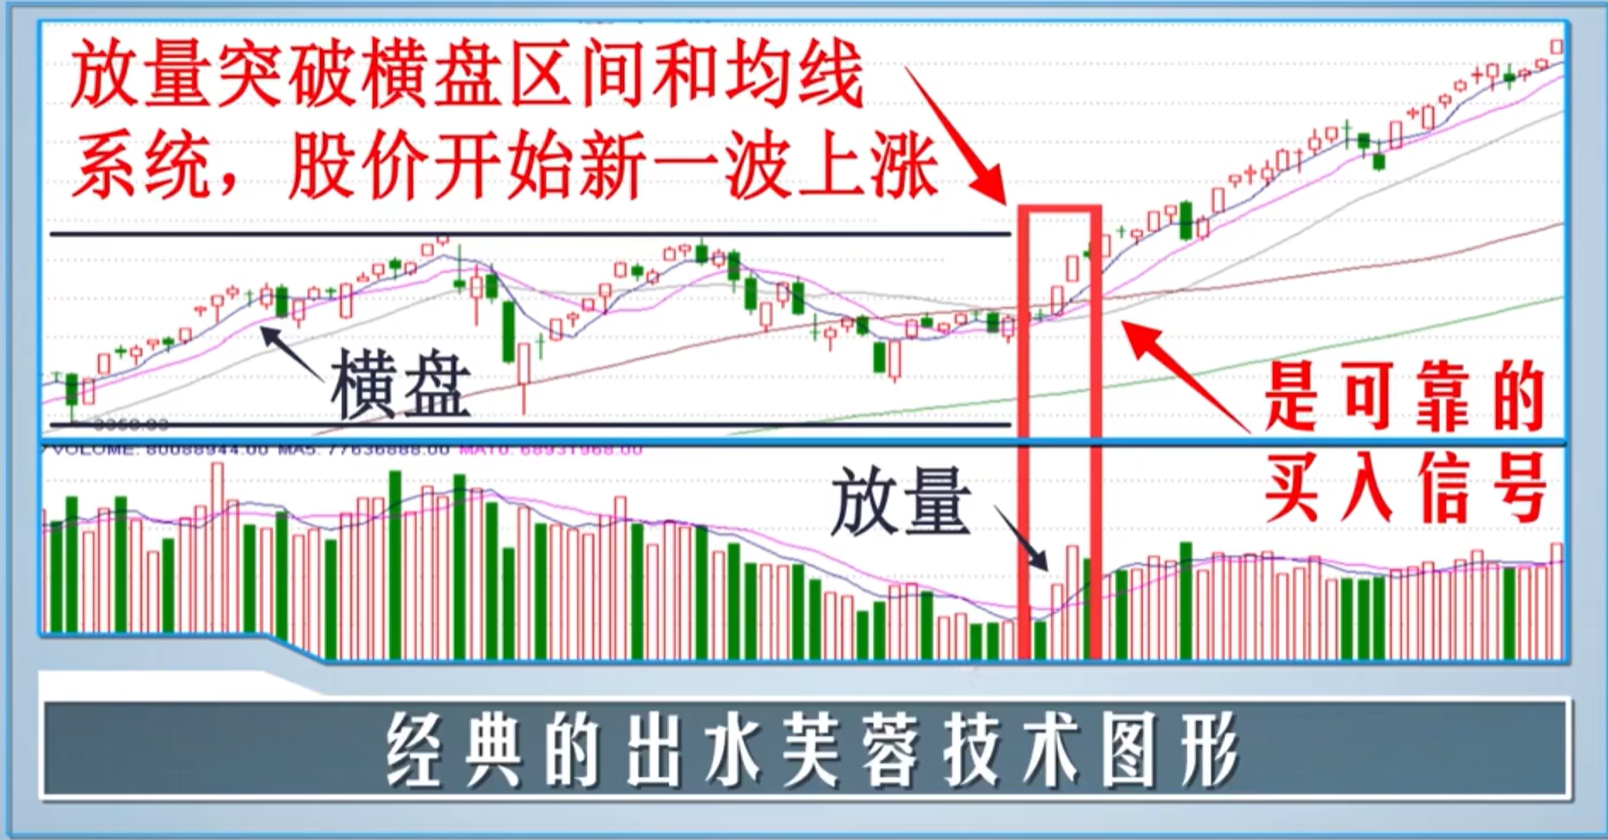 放量突破横盘区间和均线
系统，股价开始新一波上涨
横盘
是可靠的
买入信号
VOLUME: 80088944.00 MA5: 77636888.00 MA10: 68931968.00
放量
经典的出水芙蓉技术图形